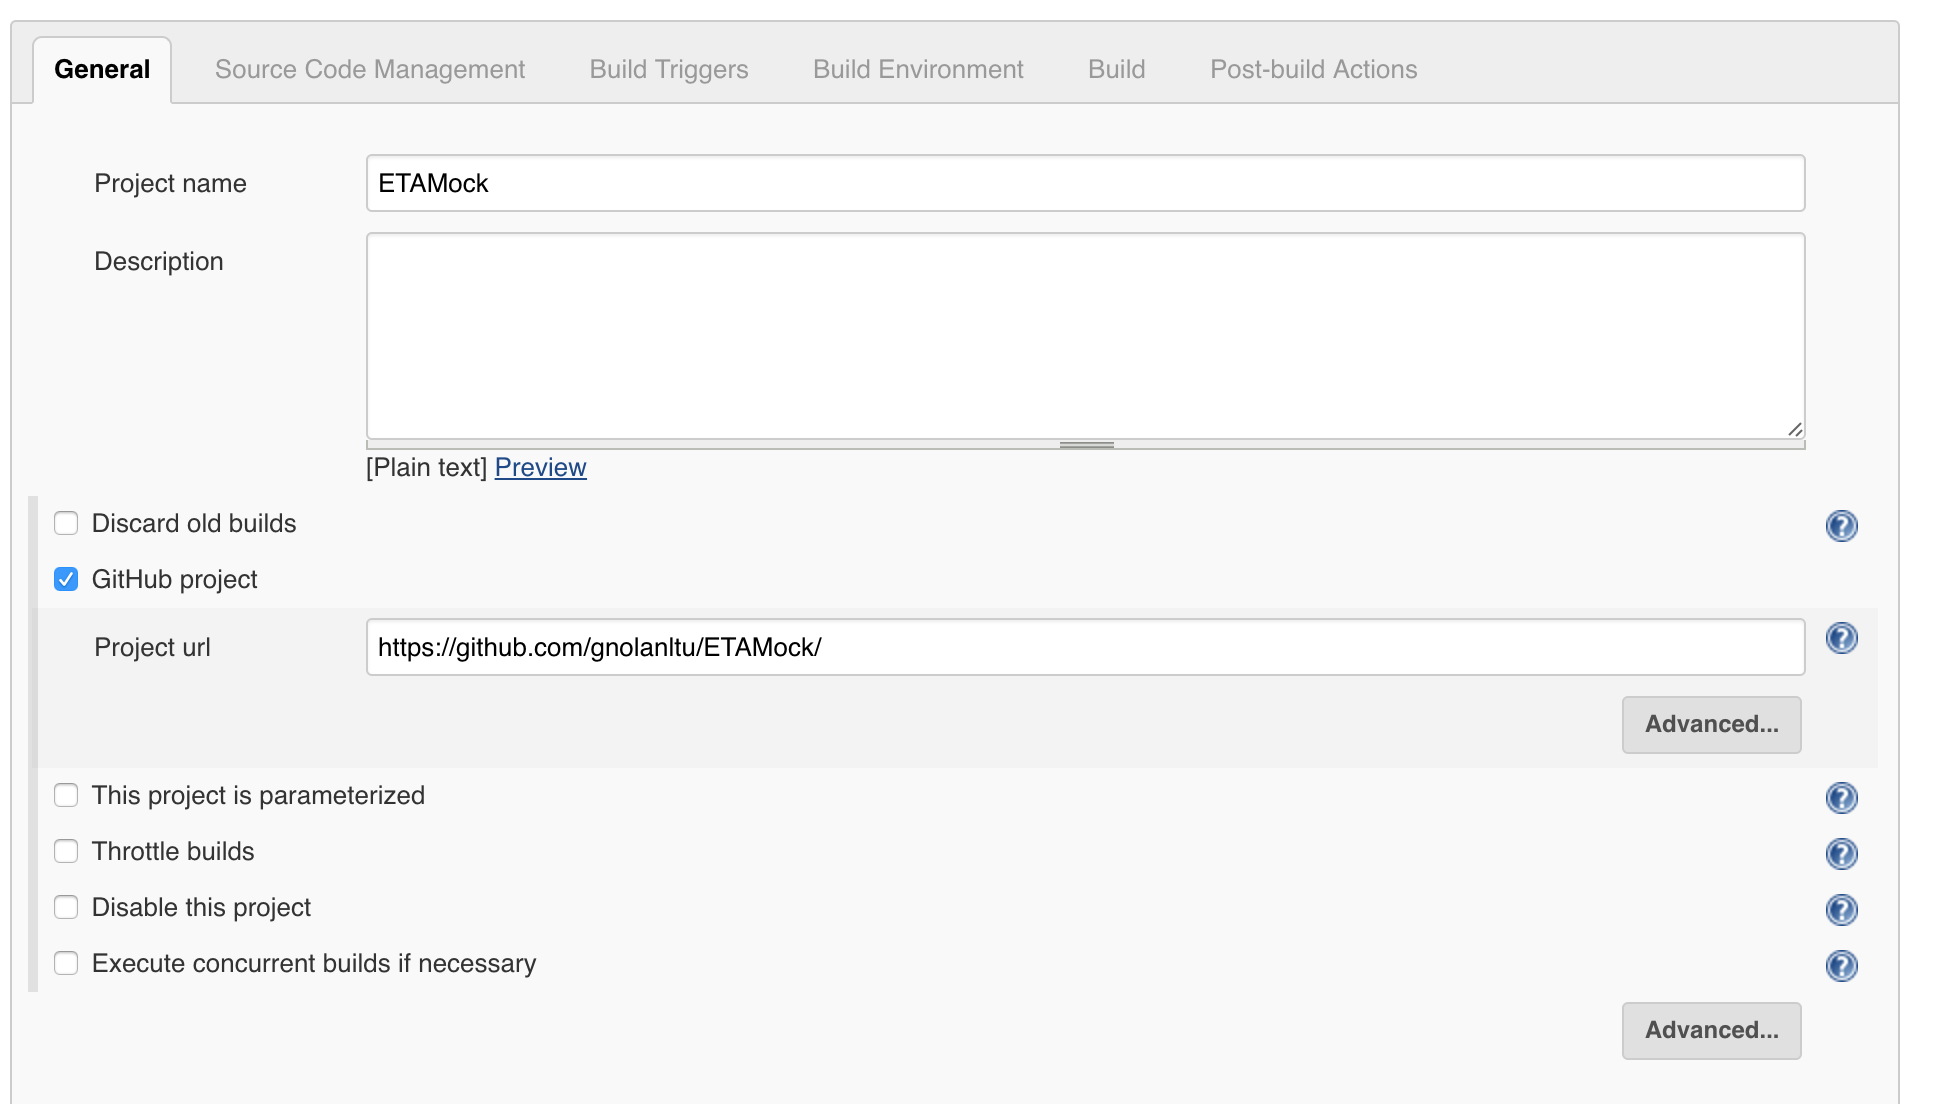 General Source Code Management Build Triggers Build Environment Build Post-build Actions
Project name ETAMock
Description
[Plain text] Preview
Discard old builds
GitHub project
Project url https://github.com/gnolanltu/ETAMock/
Advanced...
This project is parameterized
Throttle builds
Disable this project
Execute concurrent builds if necessary
Advanced...